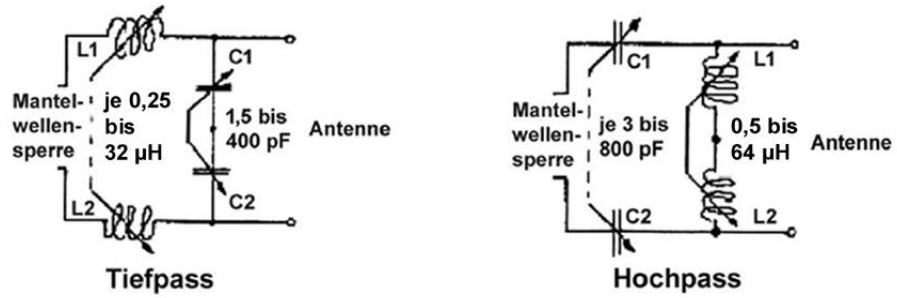 L1
C1
Mantel-
wellen-
sperre
je 0,25
bis
32 µH
1,5 bis
400 pF
Antenne
L2
C2
Tiefpass
C1
L1
Mantel-
wellen-
sperre
je 3 bis
800 pF
0,5 bis
64 µH
Antenne
C2
L2
Hochpass